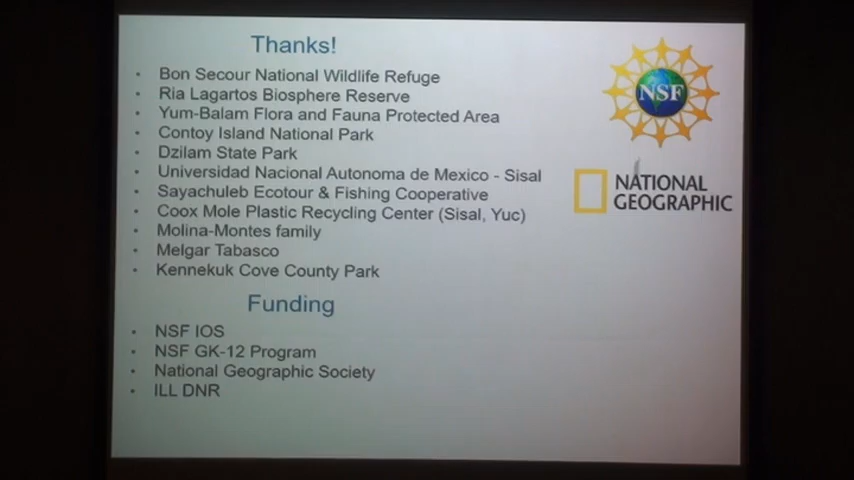 Thanks!
• Bon Secour National Wildlife Refuge
• Ria Lagartos Biosphere Reserve
• Yum-Balam Flora and Fauna Protected Area
• Contoy Island National Park
• Dzilam State Park
• Universidad Nacional Autonoma de Mexico - Sisal
• Sayachuleb Ecotour & Fishing Cooperative
• Coox Mole Plastic Recycling Center (Sisal, Yuc)
• Molina-Montes family
• Melgar Tabasco
• Kennekuk Cove County Park
Funding
• NSF IOS
• NSF GK-12 Program
• National Geographic Society
• ILL DNR
NSF
NATIONAL
GEOGRAPHIC